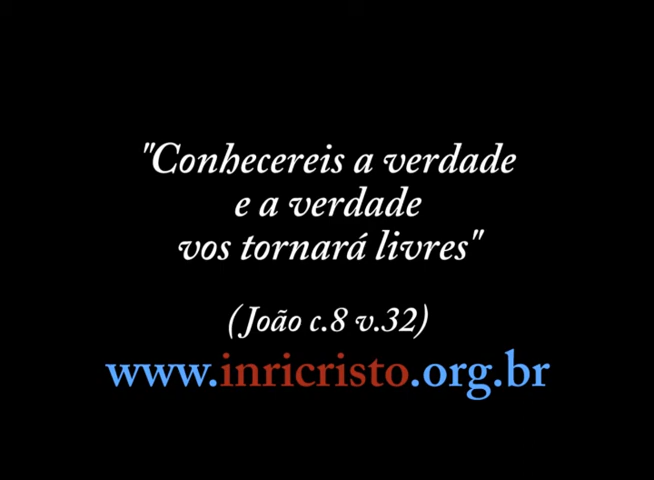 "Conhecereis a verdade
e a verdade
vos tornará livres"
(João c.8 v.32)
www.inricristo.org.br